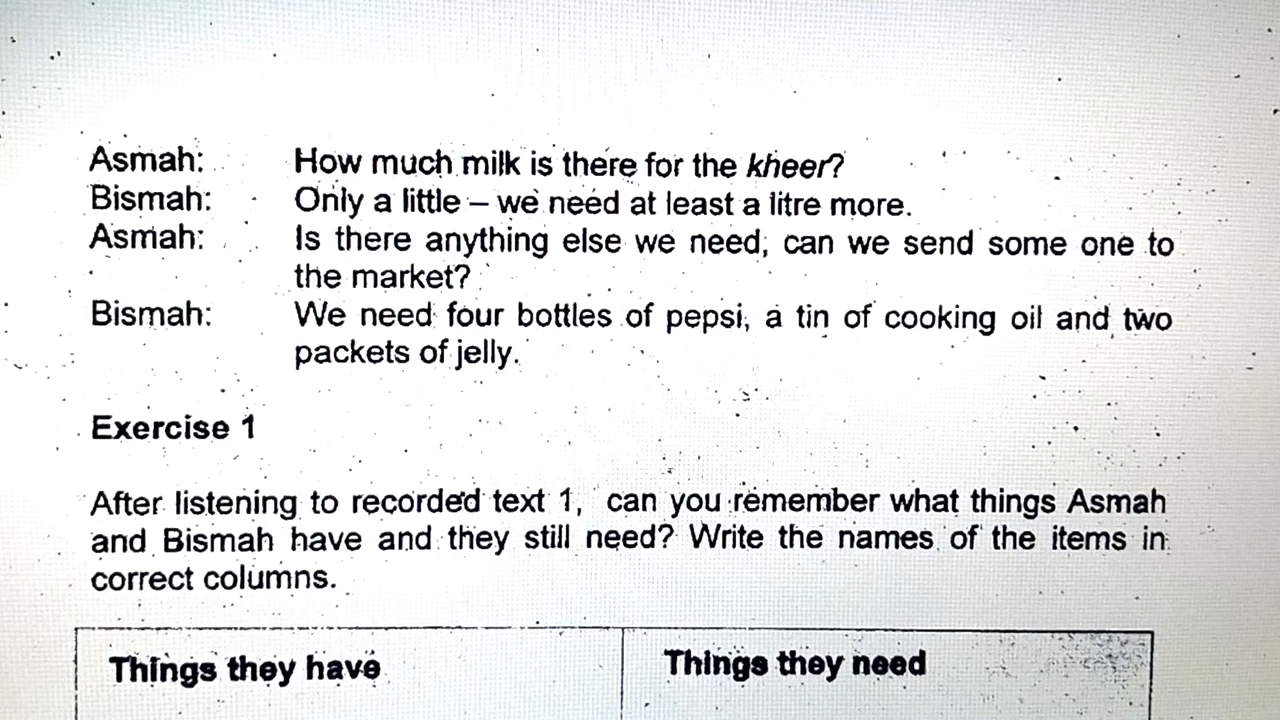 Asmah: How much milk is there for the kheer?
Bismah: Only a little – we need at least a litre more.
Asmah: Is there anything else we need, can we send some one to
the market?
Bismah: We need four bottles of pepsi, a tin of cooking oil and two
packets of jelly.
Exercise 1
After listening to recorded text 1, can you remember what things Asmah
and Bismah have and they still need? Write the names of the items in
correct columns.
Things they have Things they need